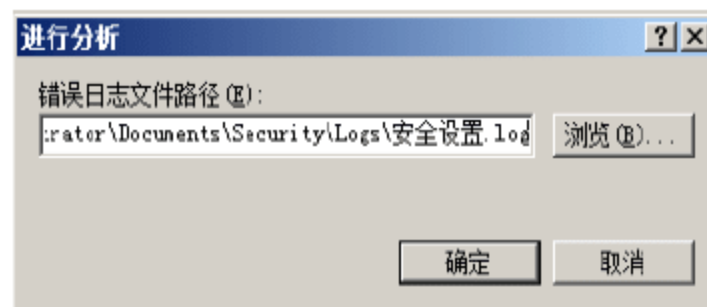 进行分析
错误日志文件路径(E):
rator\Documents\Security\Logs\安全设置.log
浏览(B)...
确定
取消